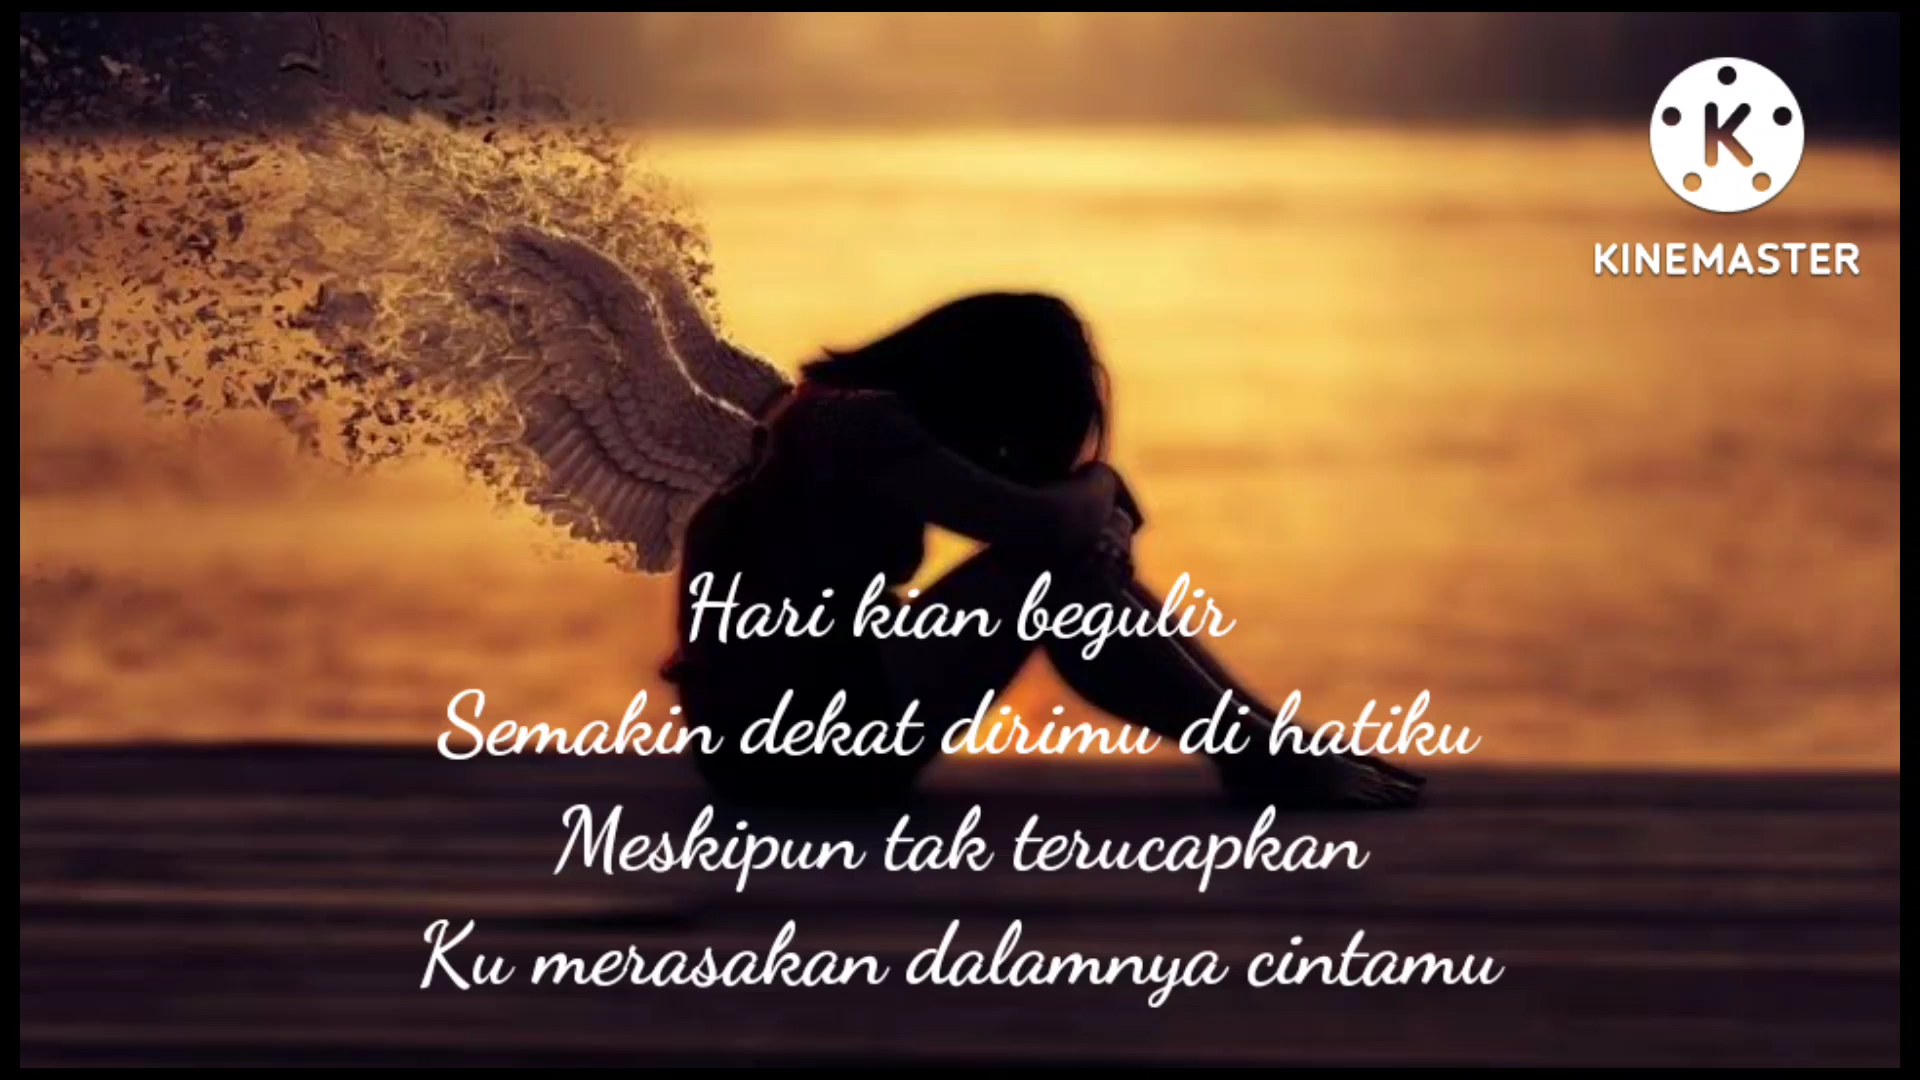 K
KINEMASTER
Hari kian begulir
Semakin dekat dirimu di hatiku
Meskipun tak terucapkan
Ku merasakan dalamnya cintamu